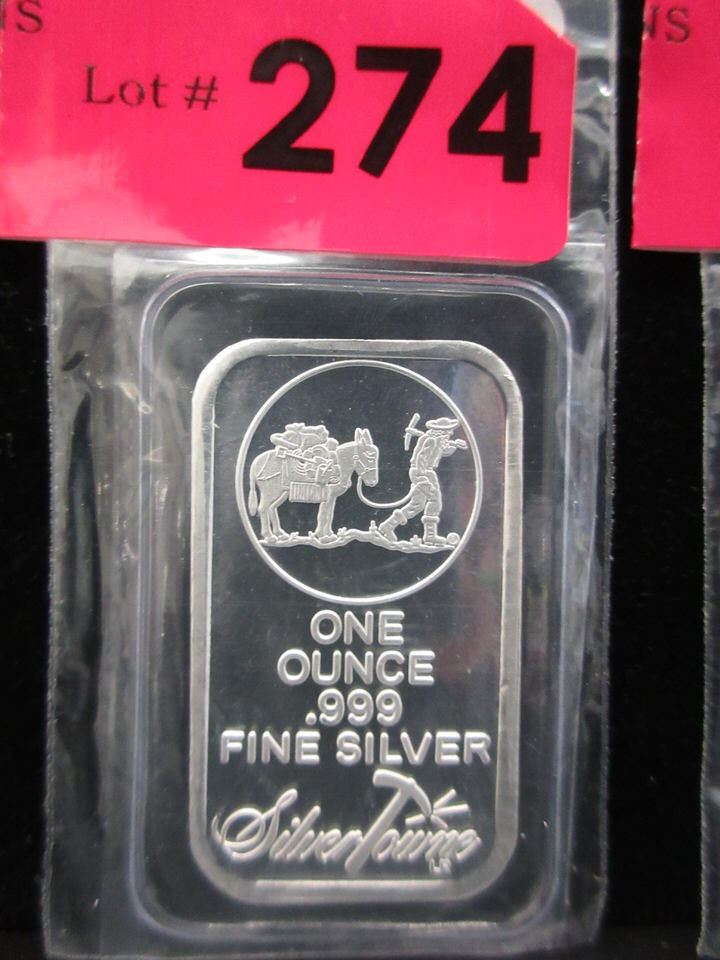 Lot # 274
ONE
OUNCE
.999
FINE SILVER
SilverTowne